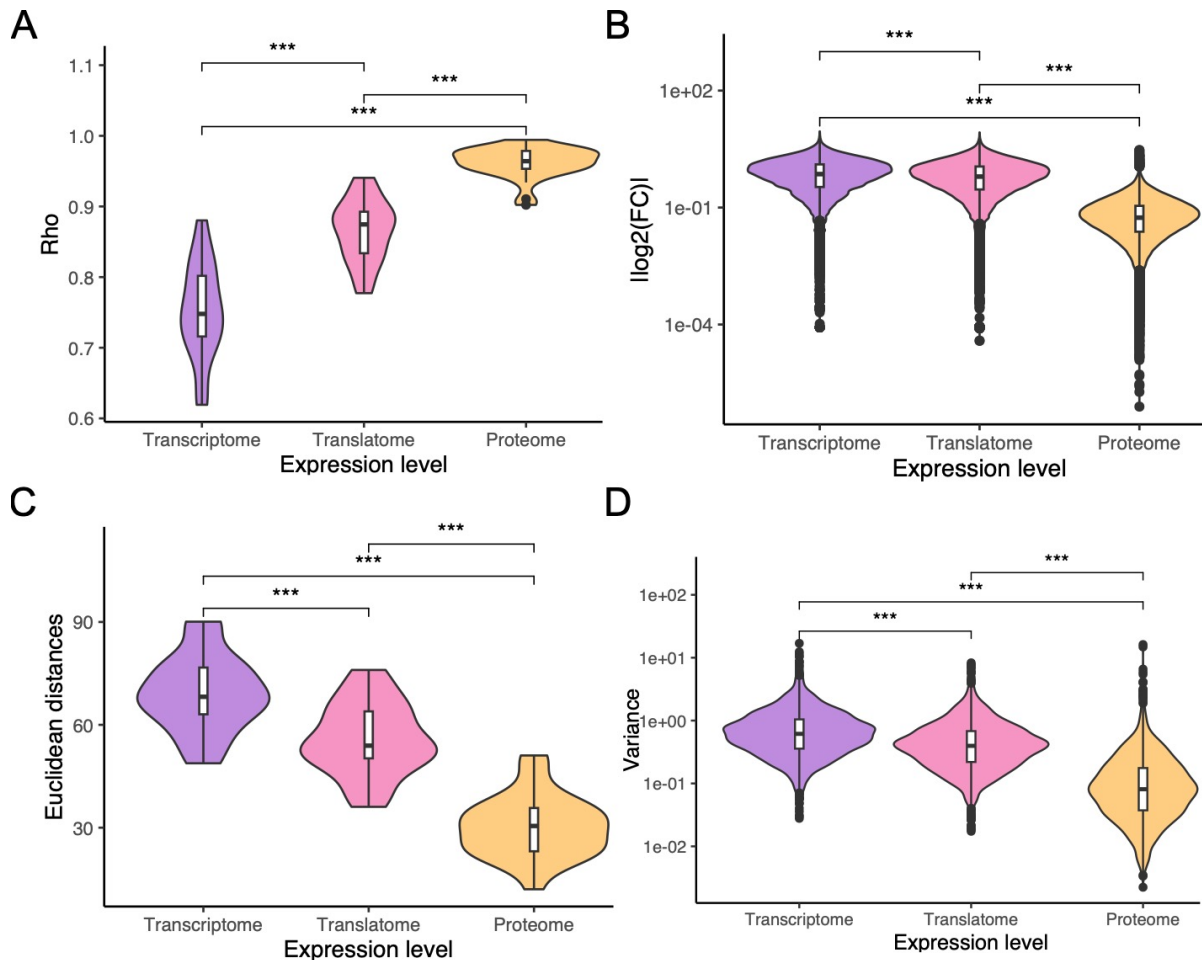 A
***
***
***
1.1
1.0
0.9
0.8
0.7
0.6
Rho
Transcriptome Translatome Proteome
Expression level
B
***
***
***
1e+02
1e-01
1e-04
|log2(FC)|
Transcriptome Translatome Proteome
Expression level
C
***
***
***
90
60
30
Euclidean distances
Transcriptome Translatome Proteome
Expression level
D
***
***
***
1e+02
1e+01
1e+00
1e-01
1e-02
Variance
Transcriptome Translatome Proteome
Expression level